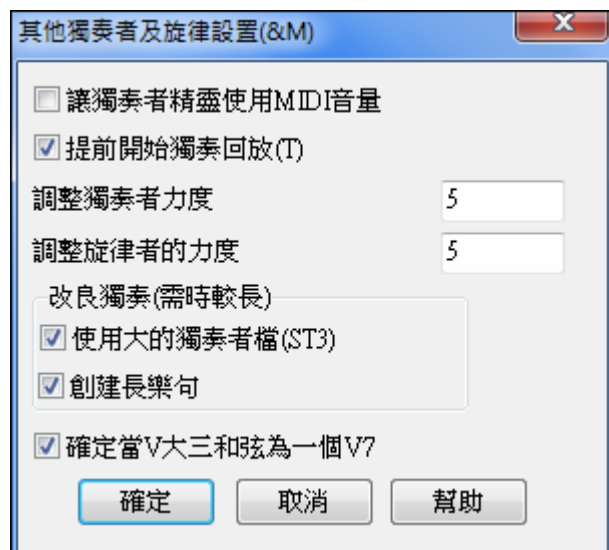 其他獨奏者及旋律設置(&M)
讓獨奏者精靈使用MIDI音量
提前開始獨奏回放(T)
調整獨奏者力度 5
調整旋律者的力度 5
改良獨奏(需時較長)
使用大的獨奏者檔(ST3)
創建長樂句
確定當V大三和弦為一個V7
確定 取消 幫助